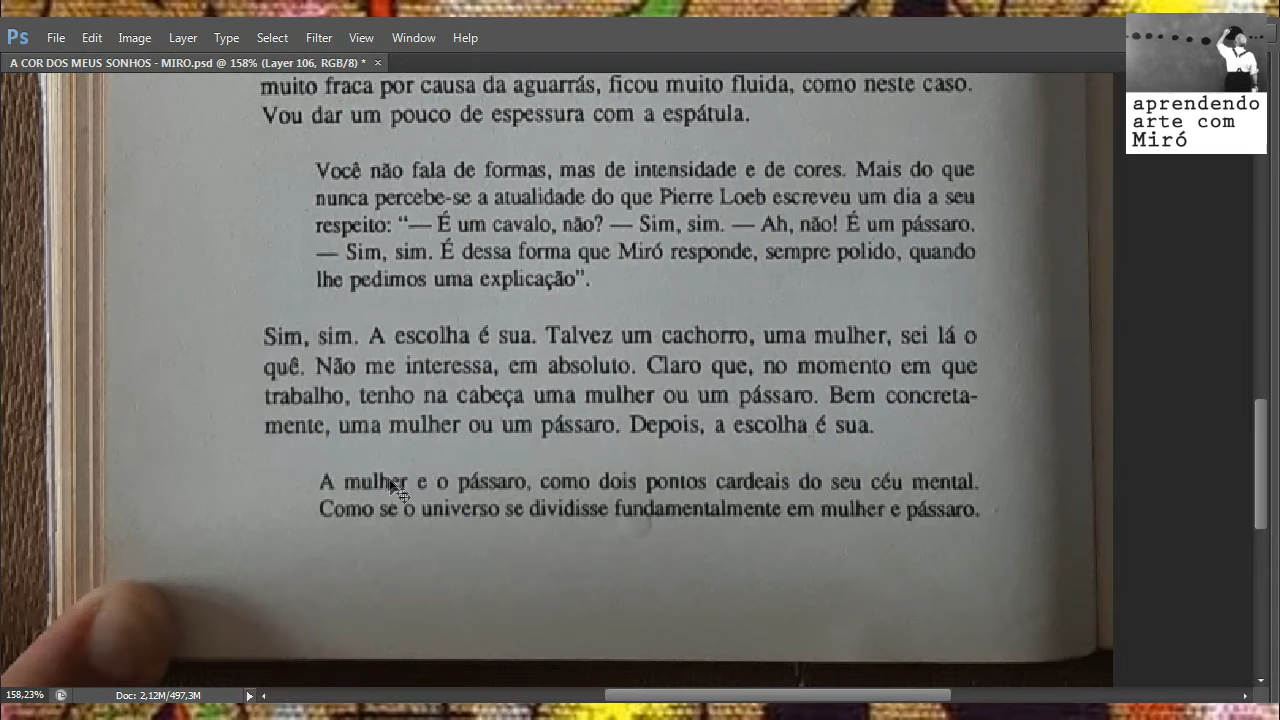 Ps File Edit Image Layer Type Select Filter View Window Help
A COR DOS MEUS SONHOS - MIRO.psd @ 158% (Layer 106, RGB/8) * ×
aprendendo
arte com
Miró
muito fraca por causa da aguarrás, ficou muito fluida, como neste caso.
Vou dar um pouco de espessura com a espátula.
Você não fala de formas, mas de intensidade e de cores. Mais do que
nunca percebe-se a atualidade do que Pierre Loeb escreveu um dia a seu
respeito: “— É um cavalo, não? — Sim, sim. — Ah, não! É um pássaro.
— Sim, sim. É dessa forma que Miró responde, sempre polido, quando
lhe pedimos uma explicação”.
Sim, sim. A escolha é sua. Talvez um cachorro, uma mulher, sei lá o
quê. Não me interessa, em absoluto. Claro que, no momento em que
trabalho, tenho na cabeça uma mulher ou um pássaro. Bem concreta-
mente, uma mulher ou um pássaro. Depois, a escolha é sua.
A mulher e o pássaro, como dois pontos cardeais do seu céu mental.
Como se o universo se dividisse fundamentalmente em mulher e pássaro.
158,23% Doc: 2,12M/497,3M